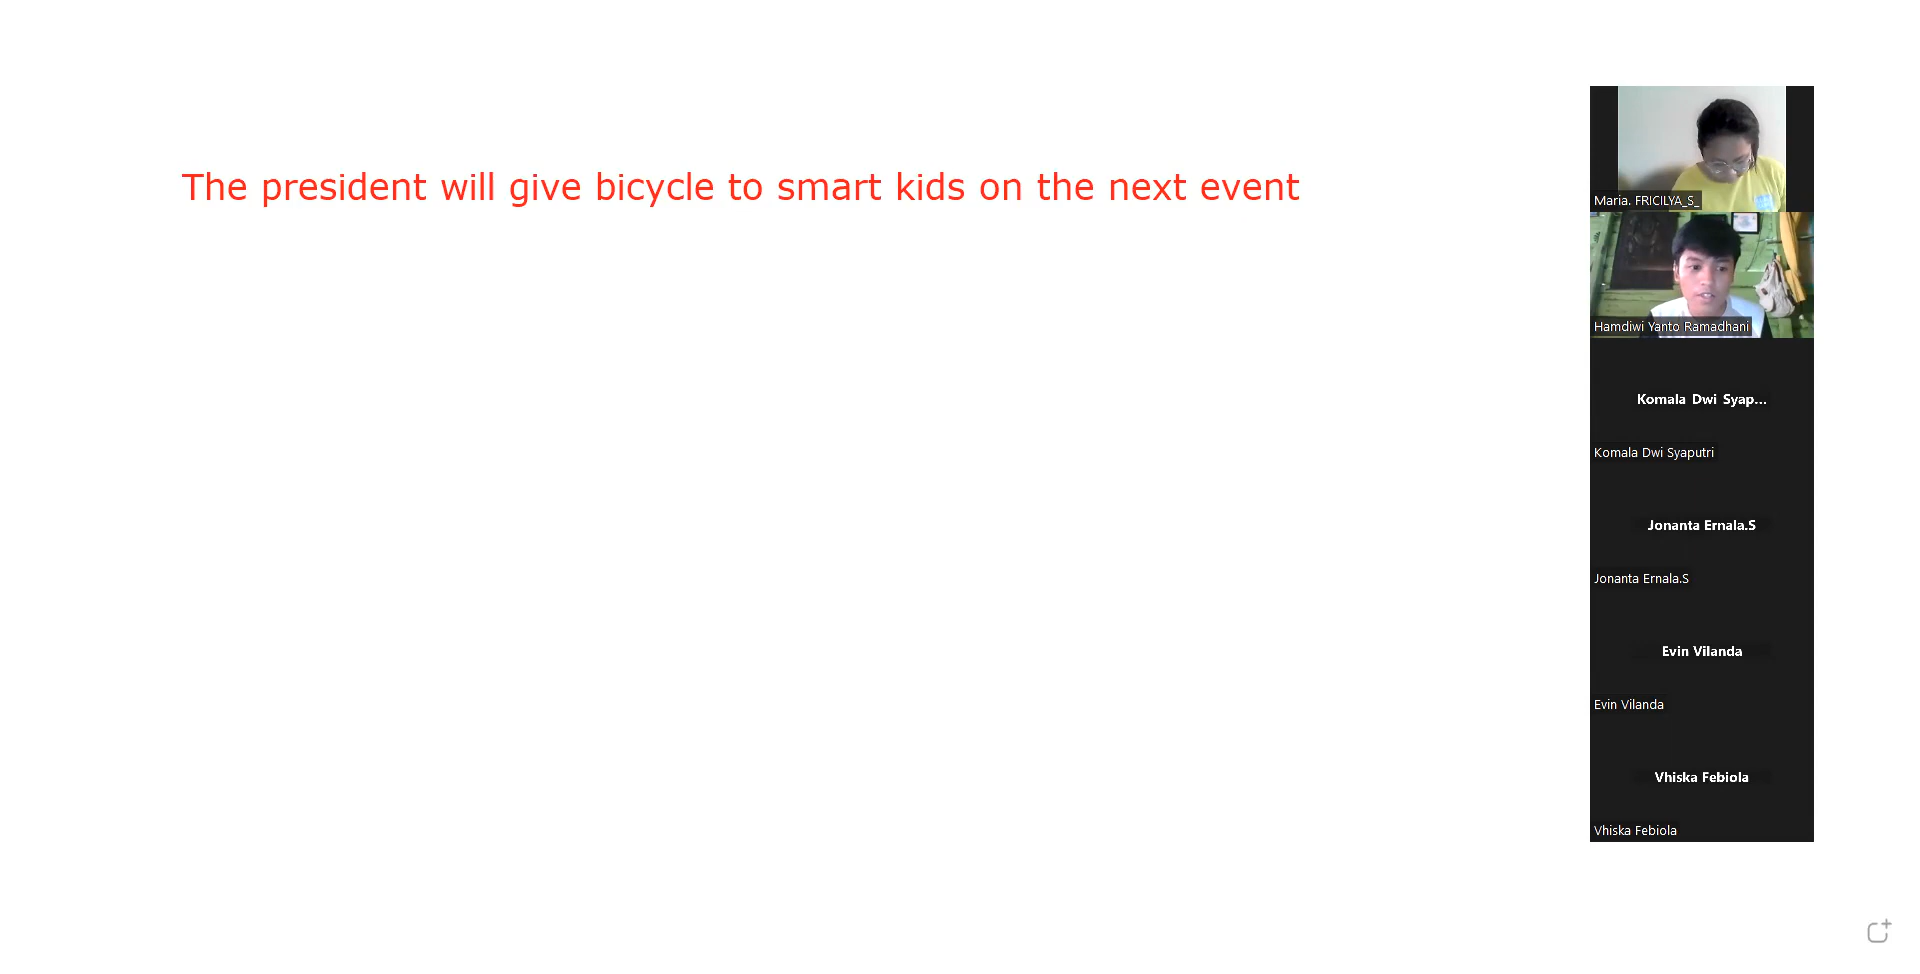 The president will give bicycle to smart kids on the next event
Maria. FRICILYA_S_
Hamdiwi Yanto Ramadhani
Komala Dwi Syap...
Komala Dwi Syaputri
Jonanta Ernala.S
Jonanta Ernala.S
Evin Vilanda
Evin Vilanda
Vhiska Febiola
Vhiska Febiola